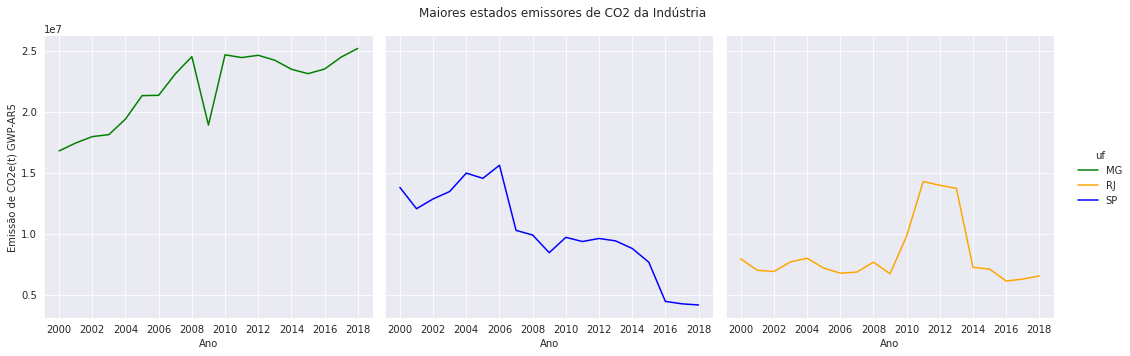 Maiores estados emissores de CO2 da Indústria
1e7
2.5
2.0
1.5
1.0
0.5
Emissão de CO2e(t) GWP-AR5
2000 2002 2004 2006 2008 2010 2012 2014 2016 2018
Ano
2000 2002 2004 2006 2008 2010 2012 2014 2016 2018
Ano
2000 2002 2004 2006 2008 2010 2012 2014 2016 2018
Ano
uf
MG
RJ
SP